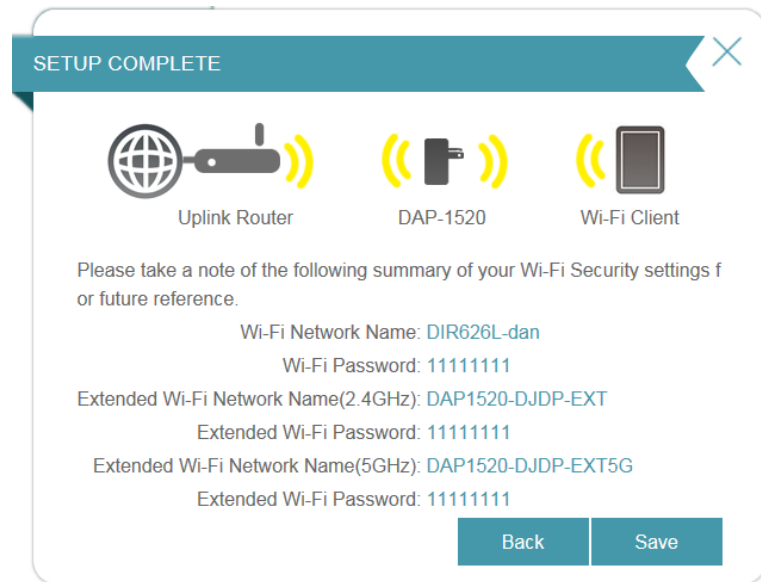 SETUP COMPLETE
Uplink Router
DAP-1520
Wi-Fi Client
Please take a note of the following summary of your Wi-Fi Security settings f
or future reference.
Wi-Fi Network Name: DIR626L-dan
Wi-Fi Password: 11111111
Extended Wi-Fi Network Name(2.4GHz): DAP1520-DJDP-EXT
Extended Wi-Fi Password: 11111111
Extended Wi-Fi Network Name(5GHz): DAP1520-DJDP-EXT5G
Extended Wi-Fi Password: 11111111
Back
Save